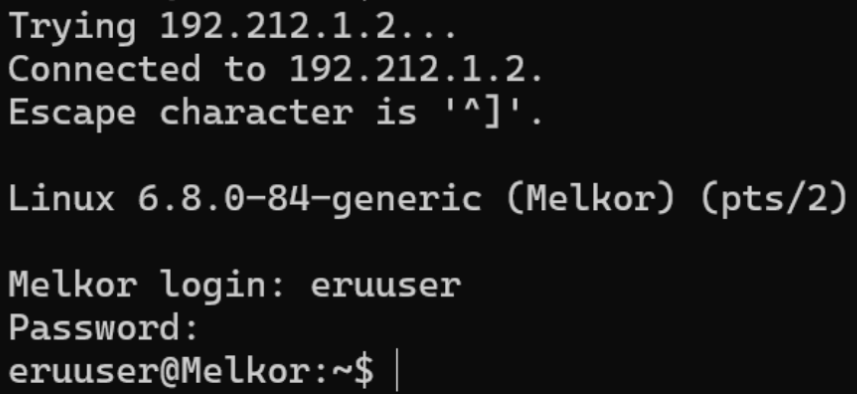 Trying 192.212.1.2...
Connected to 192.212.1.2.
Escape character is '^]'.
Linux 6.8.0-84-generic (Melkor) (pts/2)
Melkor login: eruuser
Password:
eruuser@Melkor:~$